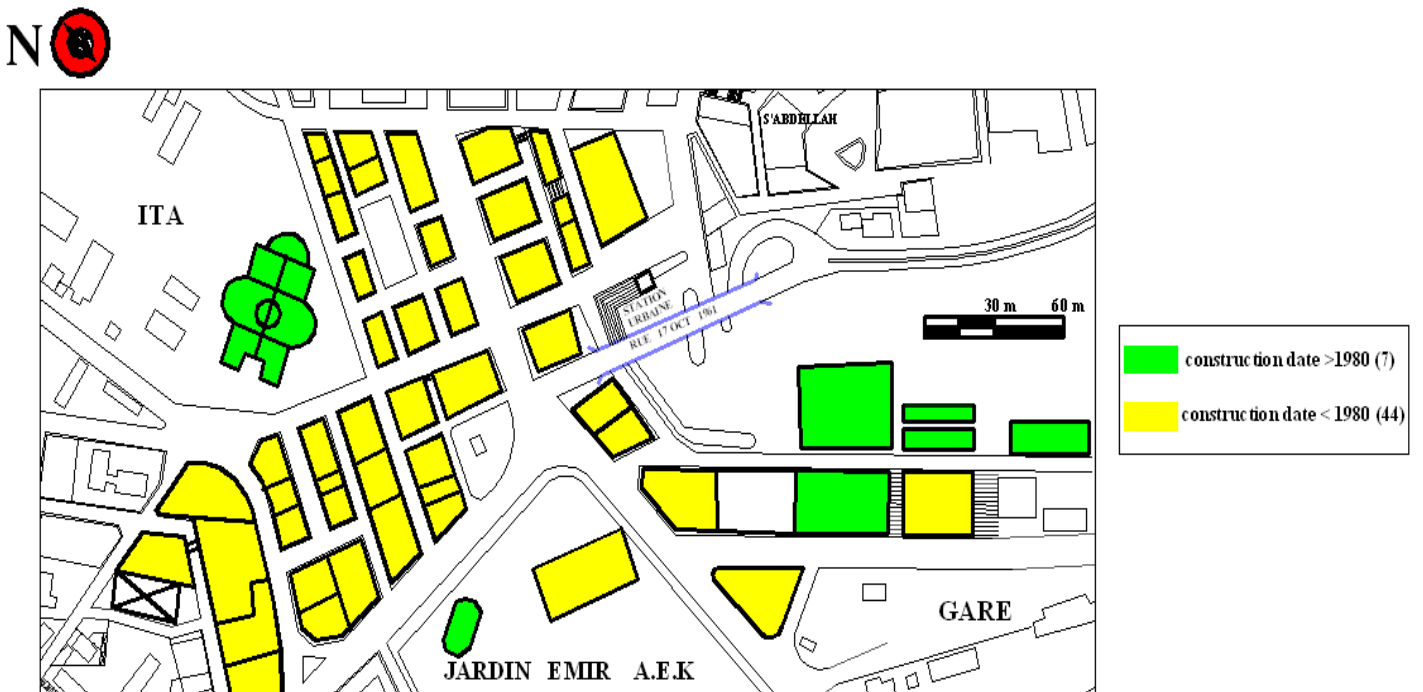 N
S'ABDELLAH
ITA
STATION
URBAINE
RUE 17 OCT 1961
30 m 60 m
construction date >1980 (7)
construction date < 1980 (44)
GARE
JARDIN EMIR A.E.K